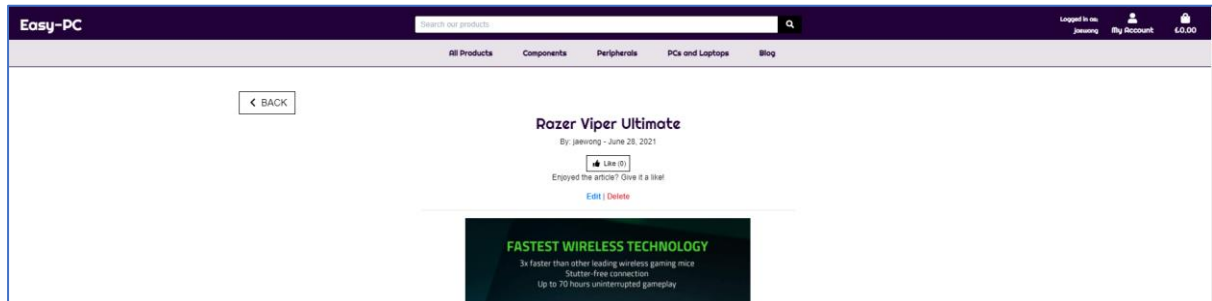 Easy-PC
Search our products
Logged in as:
jaewong
My Account
£0.00
All Products Components Peripherals PCs and Laptops Blog
BACK
Razer Viper Ultimate
By: jaewong - June 28, 2021
Like (0)
Enjoyed the article? Give it a like!
Edit | Delete
FASTEST WIRELESS TECHNOLOGY
3x faster than other leading wireless gaming mice
Stutter-free connection
Up to 70 hours uninterrupted gameplay